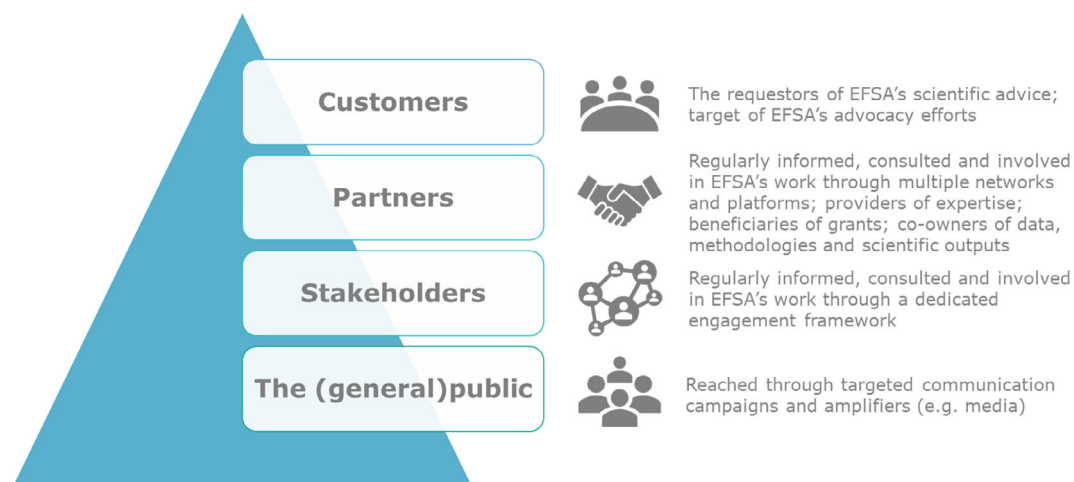 Customers
The requestors of EFSA's scientific advice;
target of EFSA's advocacy efforts
Partners
Regularly informed, consulted and involved
in EFSA's work through multiple networks
and platforms; providers of expertise;
beneficiaries of grants; co-owners of data,
methodologies and scientific outputs
Stakeholders
Regularly informed, consulted and involved
in EFSA's work through a dedicated
engagement framework
The (general)public
Reached through targeted communication
campaigns and amplifiers (e.g. media)